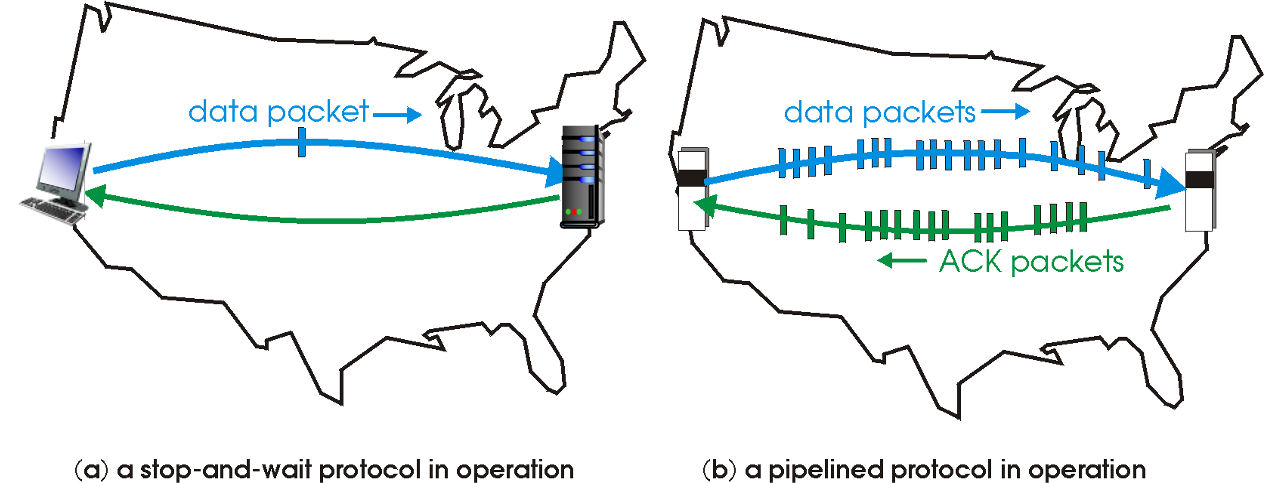 data packet
data packets
ACK packets
(a) a stop-and-wait protocol in operation
(b) a pipelined protocol in operation